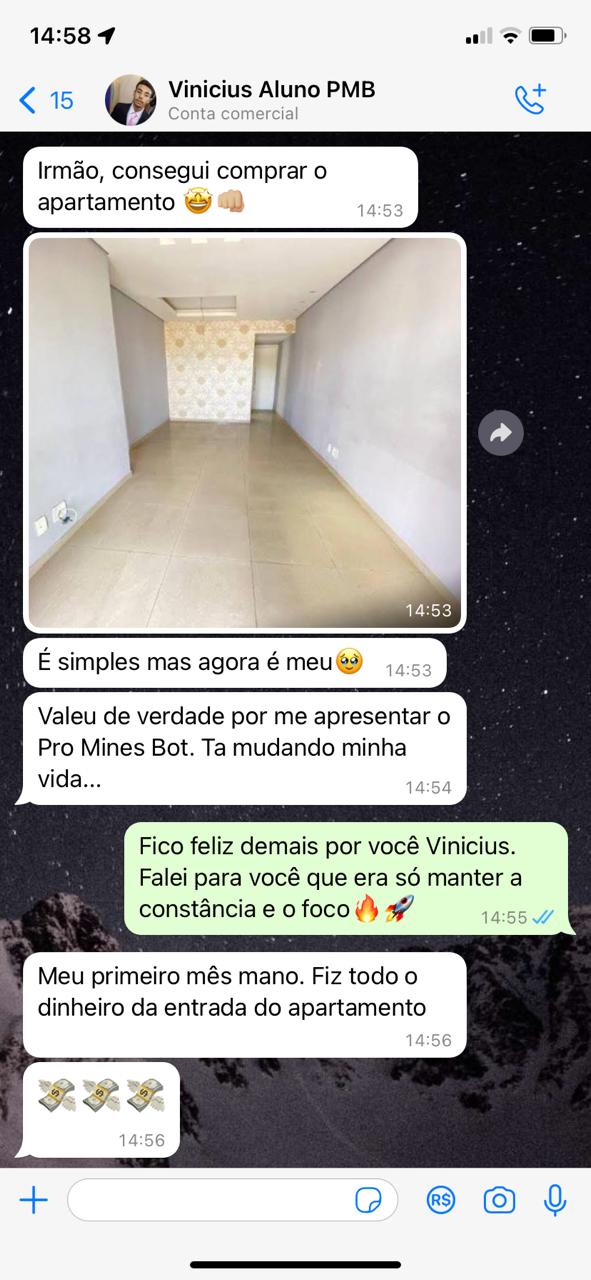 14:58
15
Vinicius Aluno PMB
Conta comercial
Irmão, consegui comprar o
apartamento 🤩👊🏼
14:53
14:53
É simples mas agora é meu🥹
14:53
Valeu de verdade por me apresentar o
Pro Mines Bot. Ta mudando minha
vida...
14:54
Fico feliz demais por você Vinicius.
Falei para você que era só manter a
constância e o foco🔥🚀
14:55
Meu primeiro mês mano. Fiz todo o
dinheiro da entrada do apartamento
14:56
💸💸💸
14:56
R$